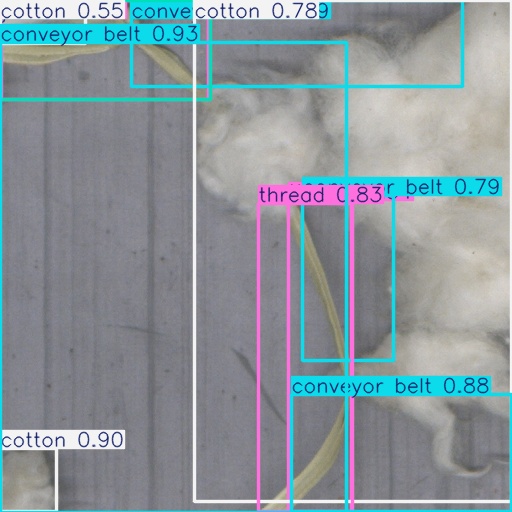 cotton 0.55
conve
cotton 0.789
conveyor belt 0.93
belt 0.79
thread 0.83
conveyor belt 0.88
cotton 0.90